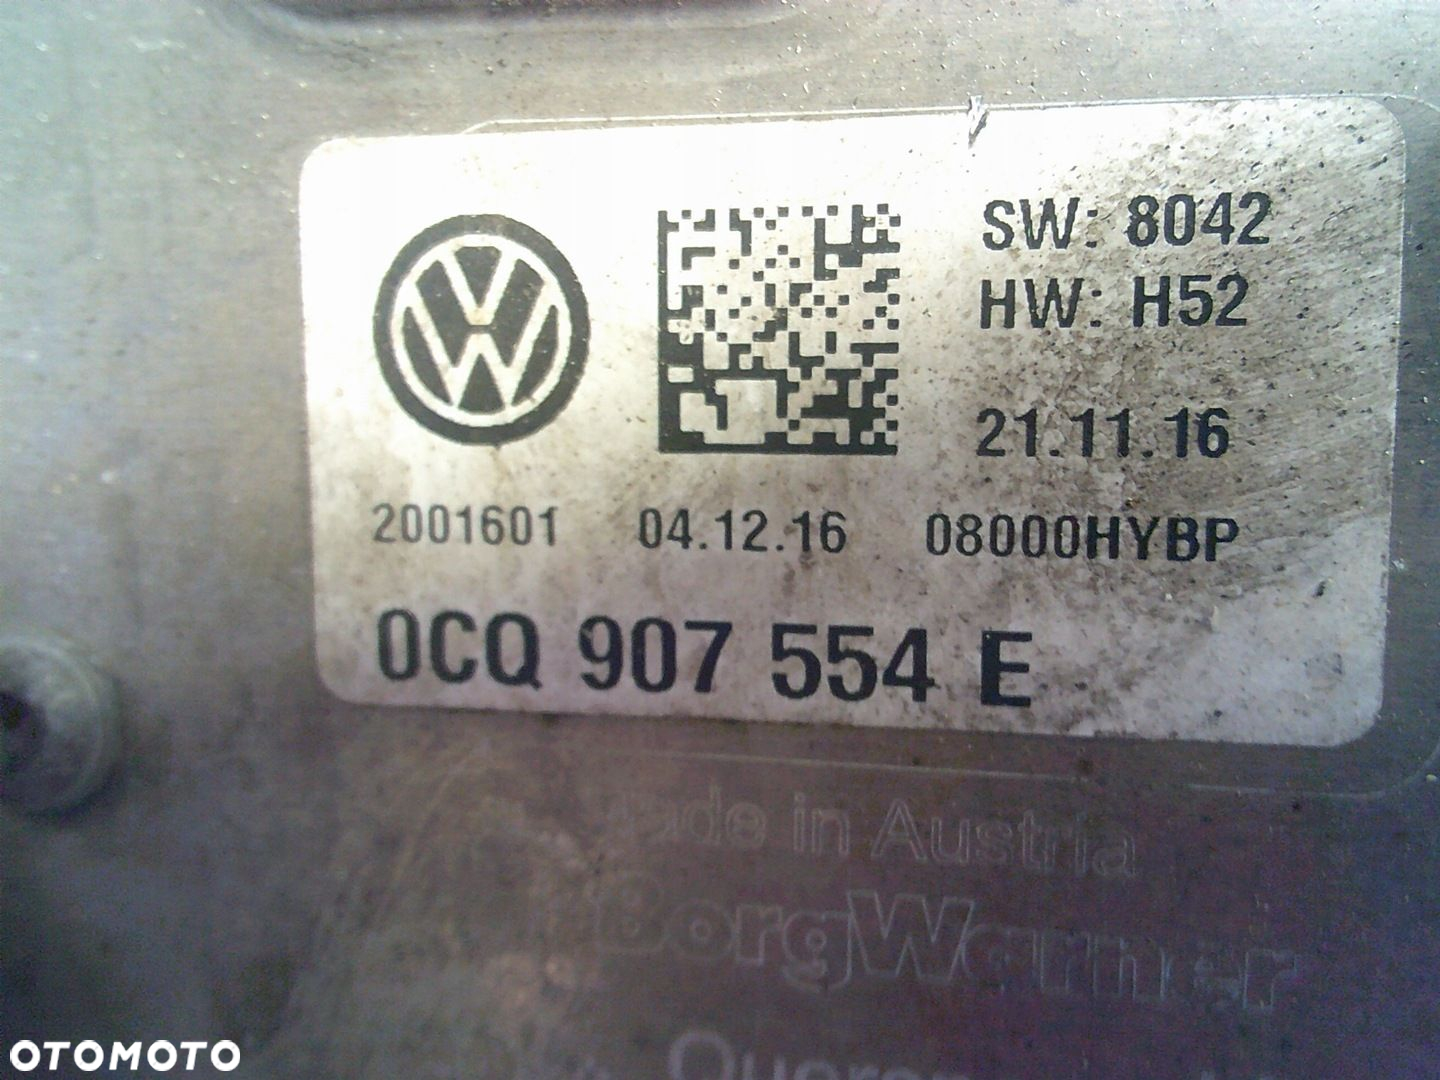 SW: 8042
HW: H52
21.11.16
2001601 04.12.16 08000HYBP
0CQ 907 554 E
Made in Austria
BorgWarner
OTOMOTO